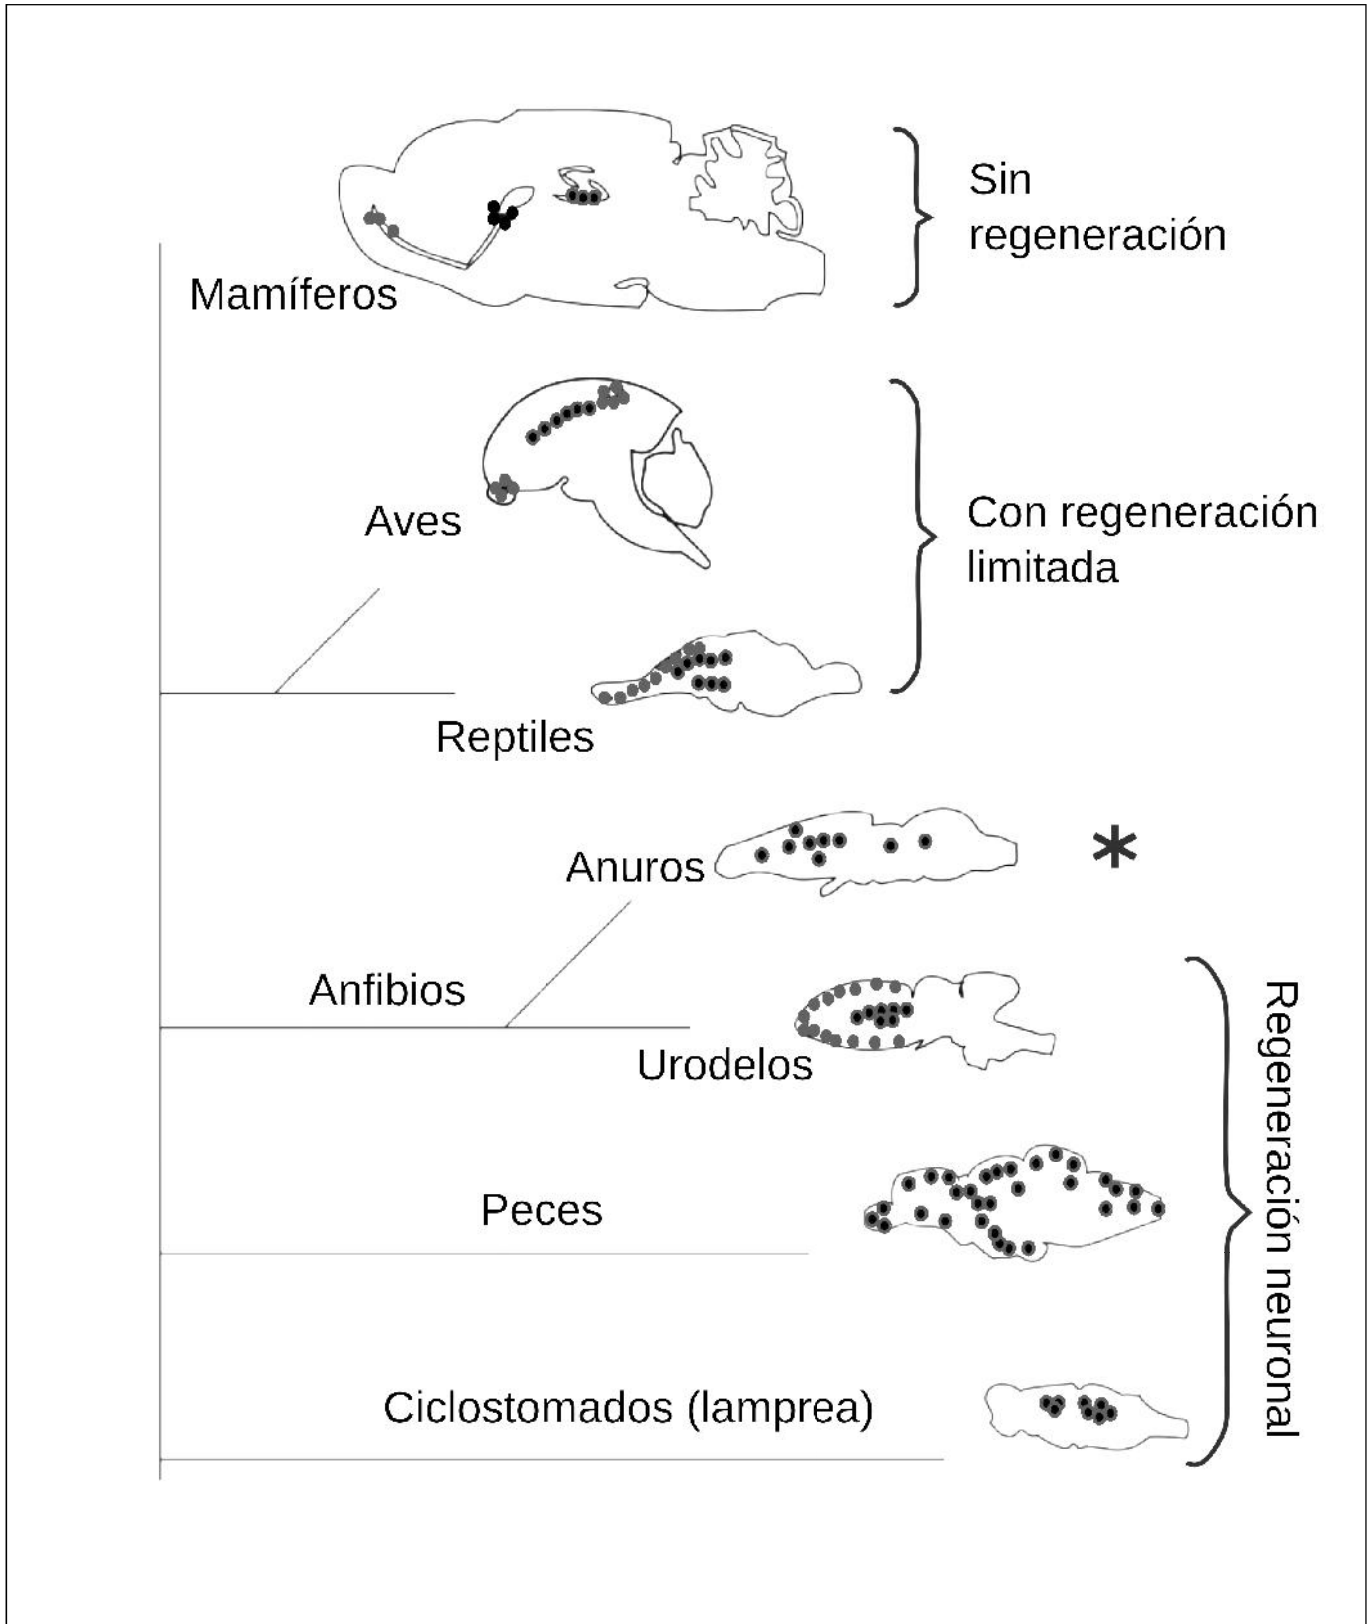 Sin
regeneración
Mamíferos
Aves
Con regeneración
limitada
Reptiles
Anuros
*
Anfibios
Urodelos
Regeneración neuronal
Peces
Ciclostomados (lamprea)